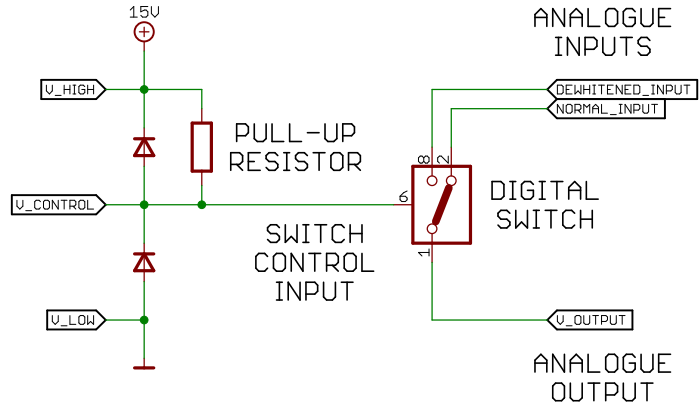 15V
ANALOGUE
INPUTS
V_HIGH
DEWHITENED_INPUT
NORMAL_INPUT
PULL-UP
RESISTOR
8
2
V_CONTROL
6
DIGITAL
SWITCH
SWITCH
CONTROL
INPUT
1
V_LOW
V_OUTPUT
ANALOGUE
OUTPUT